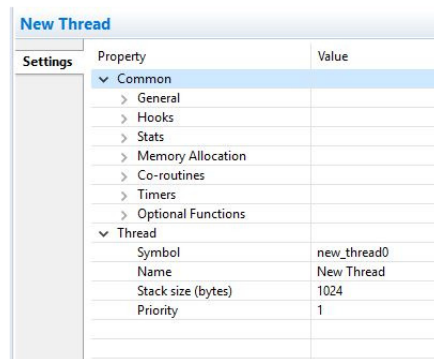 New Thread
Settings
Property Value
Common
General
Hooks
Stats
Memory Allocation
Co-routines
Timers
Optional Functions
Thread
Symbol new_thread0
Name New Thread
Stack size (bytes) 1024
Priority 1